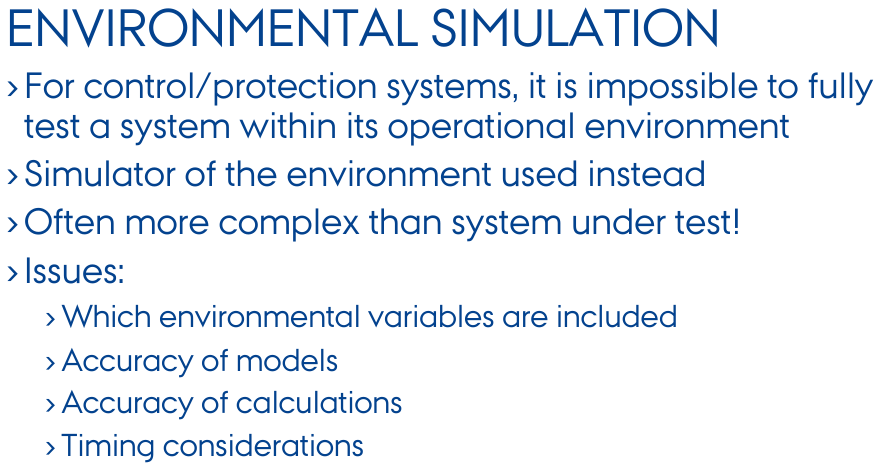 ENVIRONMENTAL SIMULATION
› For control/protection systems, it is impossible to fully
test a system within its operational environment
› Simulator of the environment used instead
› Often more complex than system under test!
› Issues:
› Which environmental variables are included
› Accuracy of models
› Accuracy of calculations
› Timing considerations